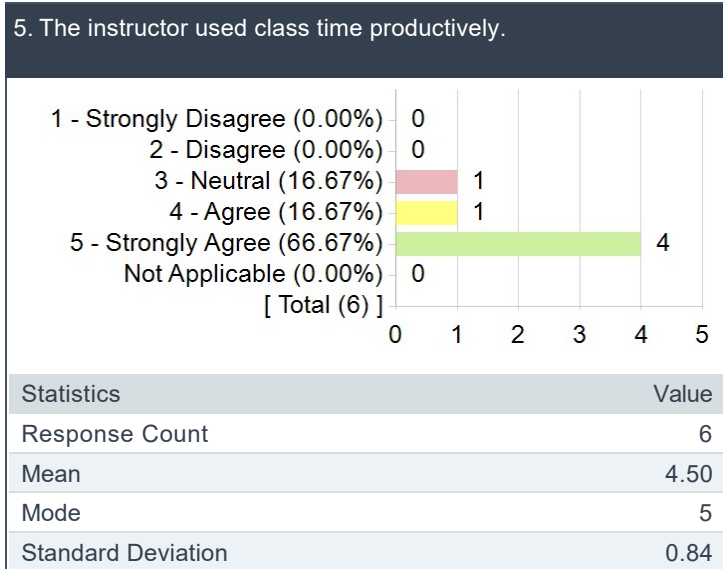 5. The instructor used class time productively.
1 - Strongly Disagree (0.00%) 0
2 - Disagree (0.00%) 0
3 - Neutral (16.67%) 1
4 - Agree (16.67%) 1
5 - Strongly Agree (66.67%) 4
Not Applicable (0.00%) 0
[ Total (6) ]
0 1 2 3 4 5
Statistics Value
Response Count 6
Mean 4.50
Mode 5
Standard Deviation 0.84